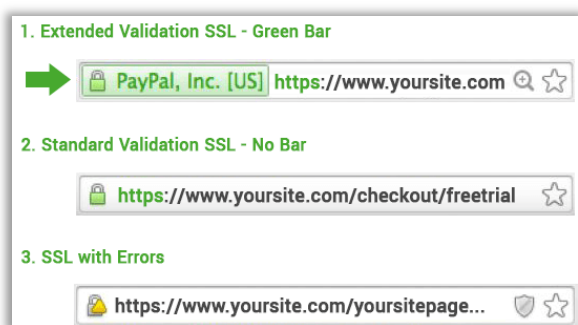 1. Extended Validation SSL - Green Bar
PayPal, Inc. [US] https://www.yoursite.com
2. Standard Validation SSL - No Bar
https://www.yoursite.com/checkout/freetrial
3. SSL with Errors
https://www.yoursite.com/yoursitepage...